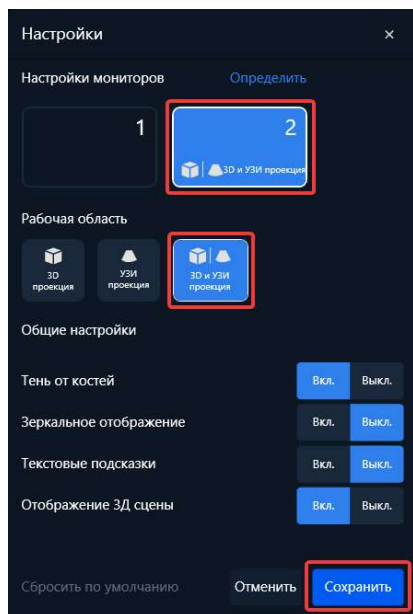 Настройки ×
Настройки мониторов Определить
1 2
3D и УЗИ проекция
Рабочая область
3D проекция
УЗИ проекция
3D и УЗИ проекция
Общие настройки
Тень от костей Вкл. Выкл.
Зеркальное отображение Вкл. Выкл.
Текстовые подсказки Вкл. Выкл.
Отображение 3Д сцены Вкл. Выкл.
Сбросить по умолчанию Отменить Сохранить